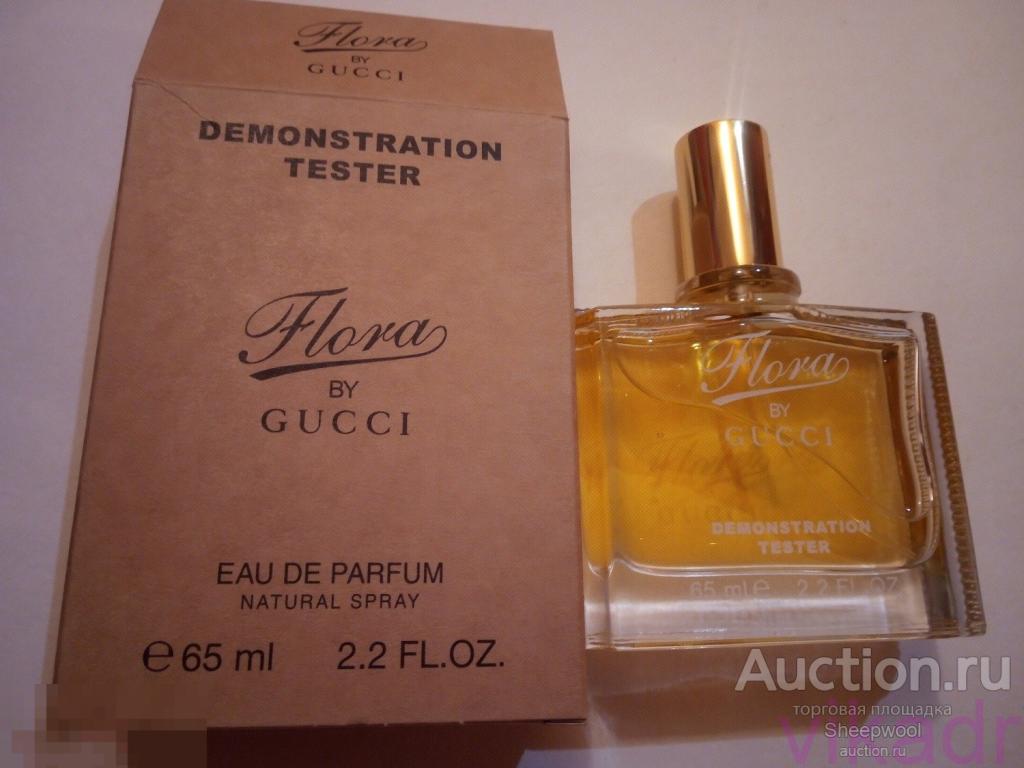 Flora
BY
GUCCI
DEMONSTRATION
TESTER
Flora
BY
GUCCI
EAU DE PARFUM
NATURAL SPRAY
e 65 ml 2.2 FL.OZ.
Flora
BY
GUCCI
DEMONSTRATION
TESTER
65 ml e 2.2 FL.OZ
Auction.ru
торговая площадка
Sheepwool
auction.ru
vikadr